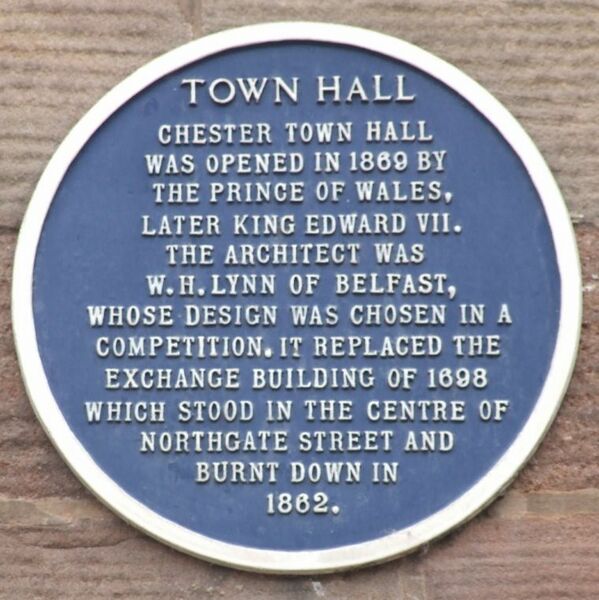 TOWN HALL
CHESTER TOWN HALL
WAS OPENED IN 1869 BY
THE PRINCE OF WALES,
LATER KING EDWARD VII.
THE ARCHITECT WAS
W.H. LYNN OF BELFAST,
WHOSE DESIGN WAS CHOSEN IN A
COMPETITION. IT REPLACED THE
EXCHANGE BUILDING OF 1698
WHICH STOOD IN THE CENTRE OF
NORTHGATE STREET AND
BURNT DOWN IN
1862.